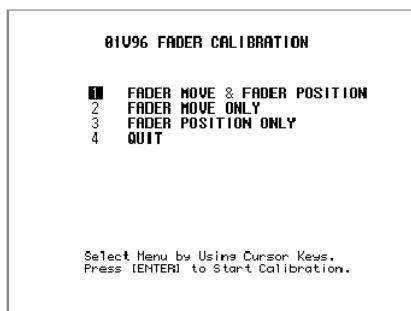 01V96 FADER CALIBRATION
1 FADER MOVE & FADER POSITION
2 FADER MOVE ONLY
3 FADER POSITION ONLY
4 QUIT
Select Menu by Using Cursor Keys.
Press [ENTER] to Start Calibration.